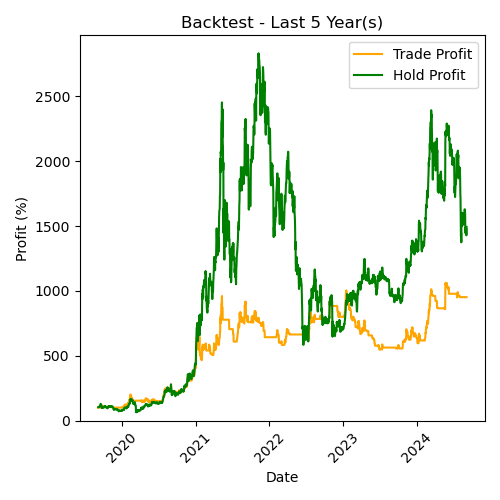 Backtest - Last 5 Year(s)
Trade Profit
Hold Profit
Profit (%)
2500
2000
1500
1000
500
0
2020
2021
2022
2023
2024
Date